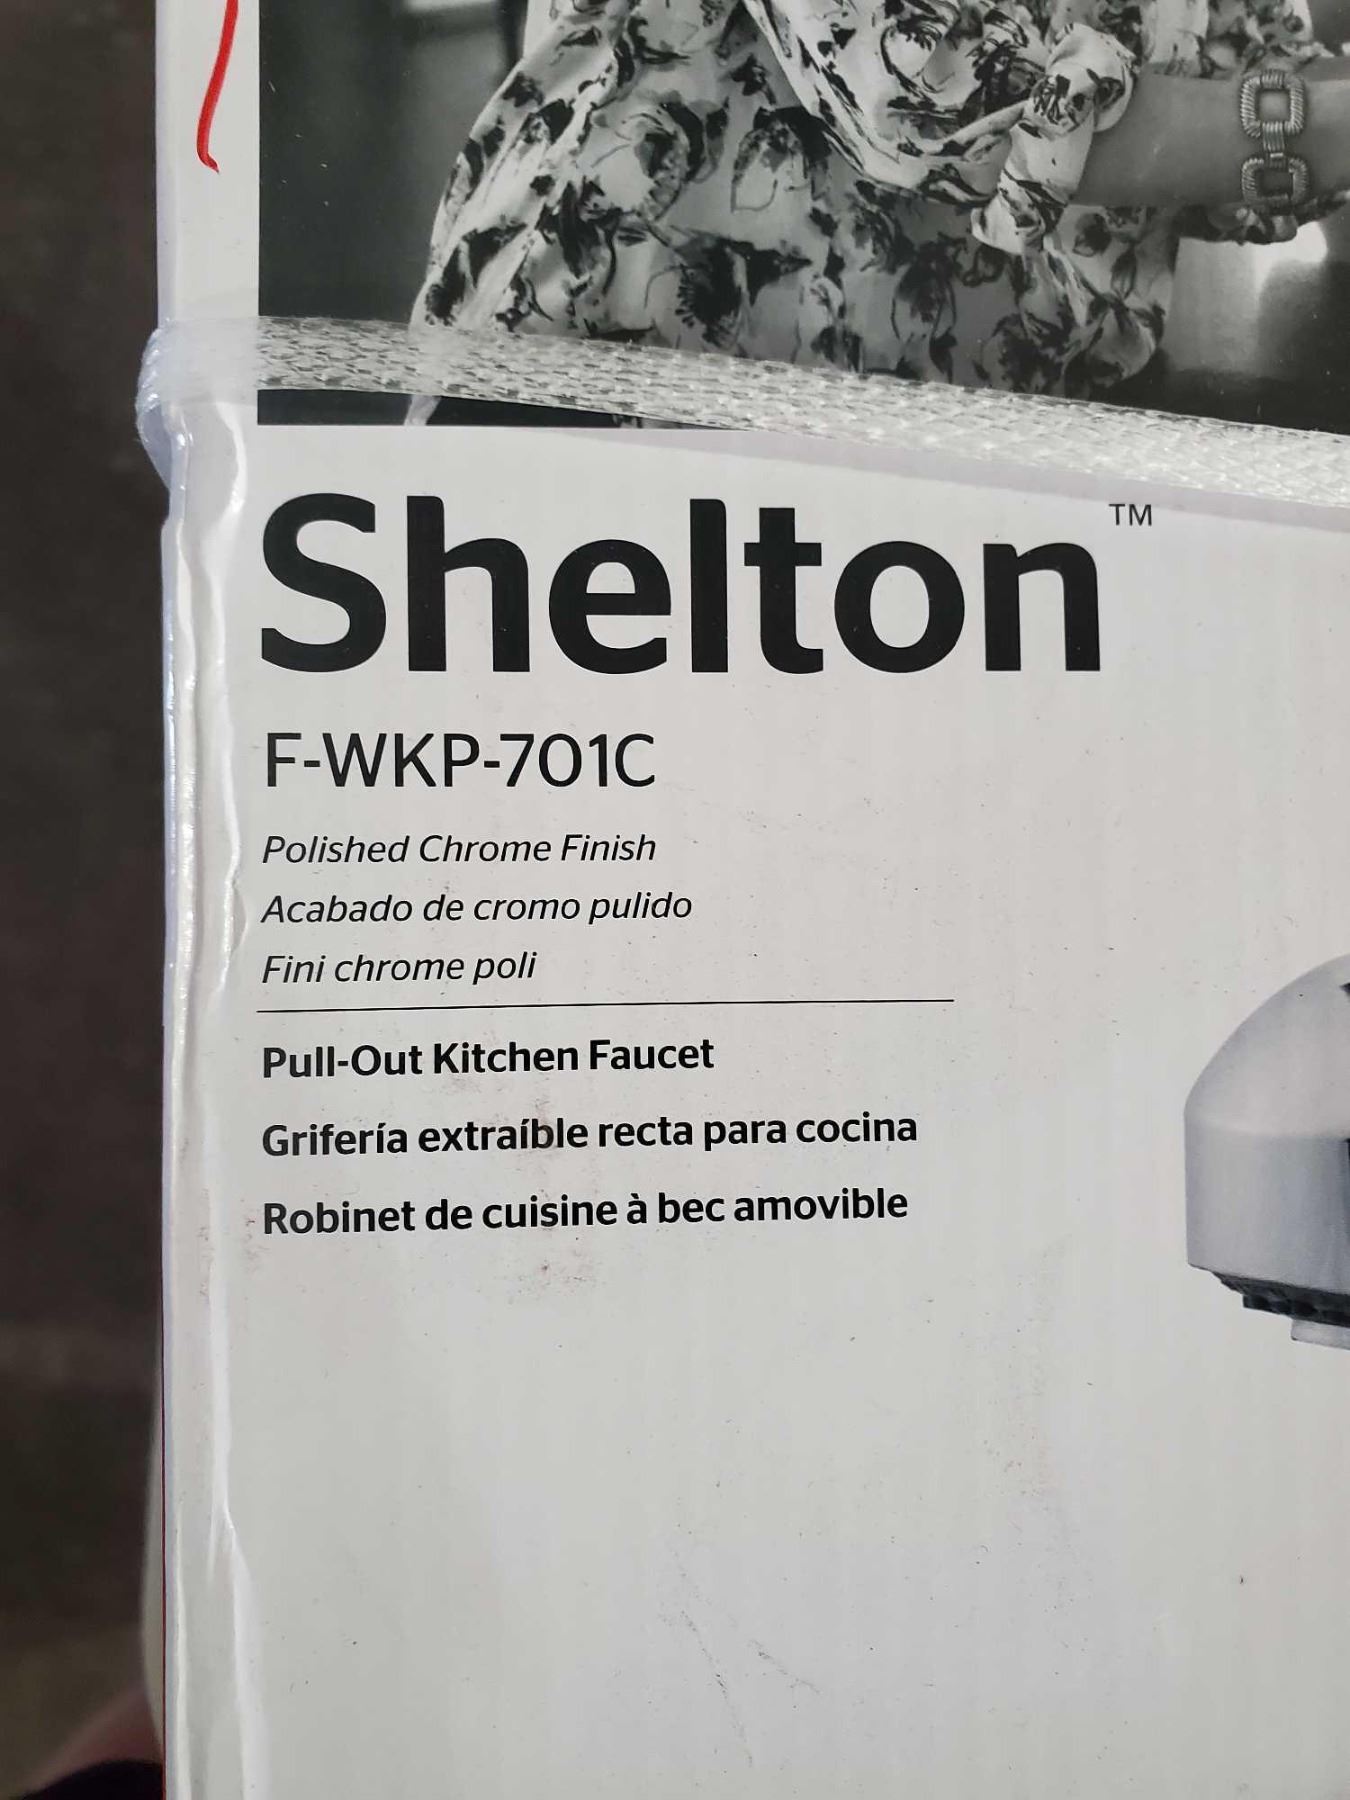 Shelton™
F-WKP-701C
Polished Chrome Finish
Acabado de cromo pulido
Fini chrome poli
Pull-Out Kitchen Faucet
Grifería extraíble recta para cocina
Robinet de cuisine à bec amovible